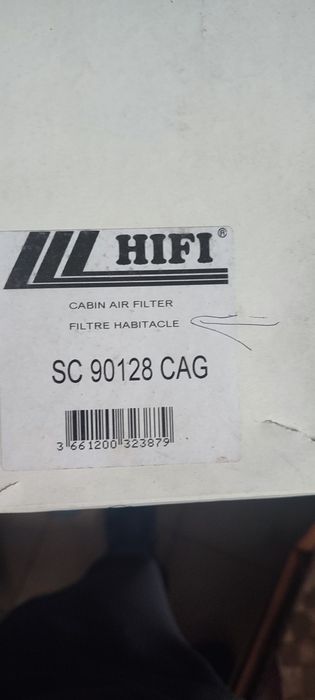 HIFI®
CABIN AIR FILTER
FILTRE HABITACLE
SC 90128 CAG
3 661200 323879